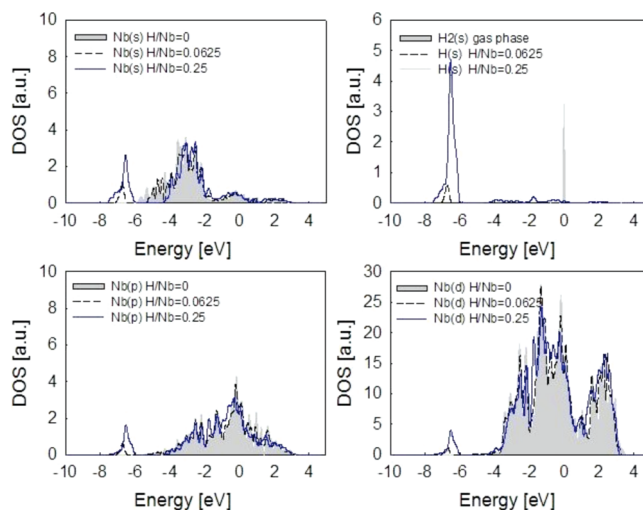 DOS [a.u.]
10
8
6
4
2
0
Nb(s) H/Nb=0
Nb(s) H/Nb=0.0625
Nb(s) H/Nb=0.25
-10 -8 -6 -4 -2 0 2 4
Energy [eV]
DOS [a.u.]
6
5
4
3
2
1
0
H2(s) gas phase
H(s) H/Nb=0.0625
H(s) H/Nb=0.25
-10 -8 -6 -4 -2 0 2 4
Energy [eV]
DOS [a.u.]
10
8
6
4
2
0
Nb(p) H/Nb=0
Nb(p) H/Nb=0.0625
Nb(p) H/Nb=0.25
-10 -8 -6 -4 -2 0 2 4
Energy [eV]
DOS [a.u.]
30
25
20
15
10
5
0
Nb(d) H/Nb=0
Nb(d) H/Nb=0.0625
Nb(d) H/Nb=0.25
-10 -8 -6 -4 -2 0 2 4
Energy [eV]